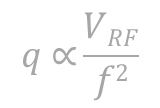 q ∝ V_RF / f²